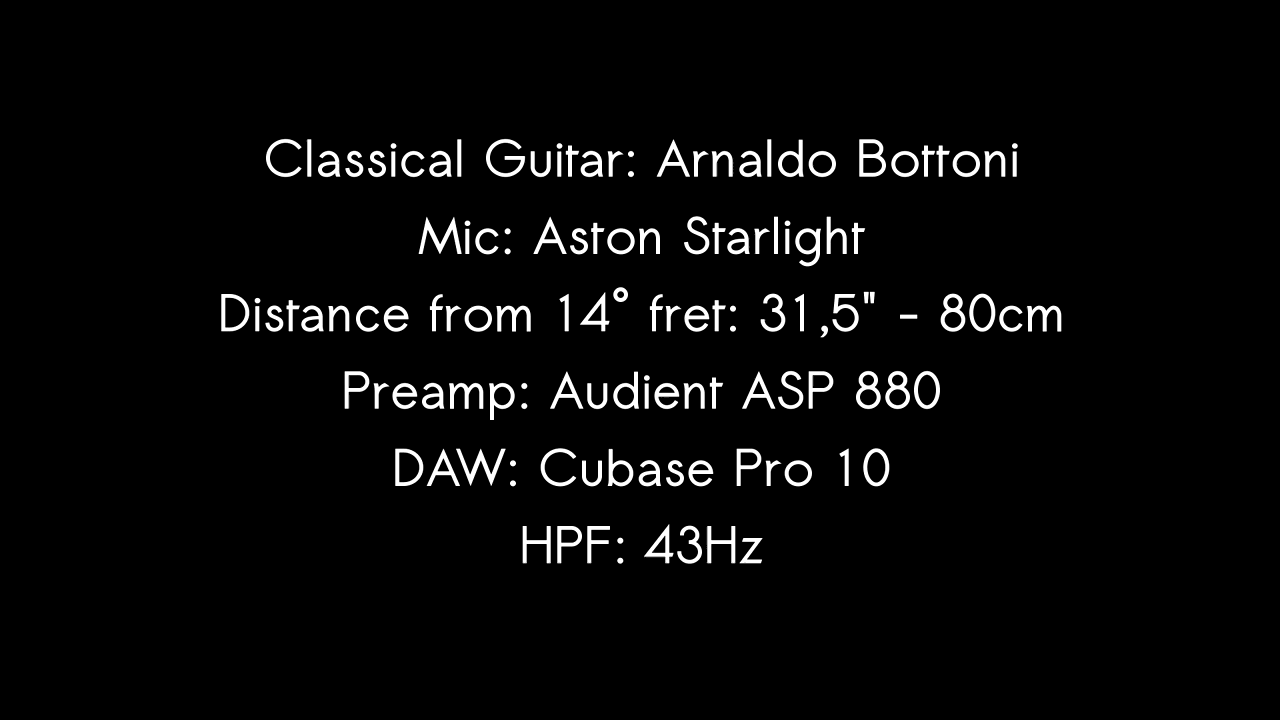 Classical Guitar: Arnaldo Bottoni
Mic: Aston Starlight
Distance from 14° fret: 31,5" - 80cm
Preamp: Audient ASP 880
DAW: Cubase Pro 10
HPF: 43Hz